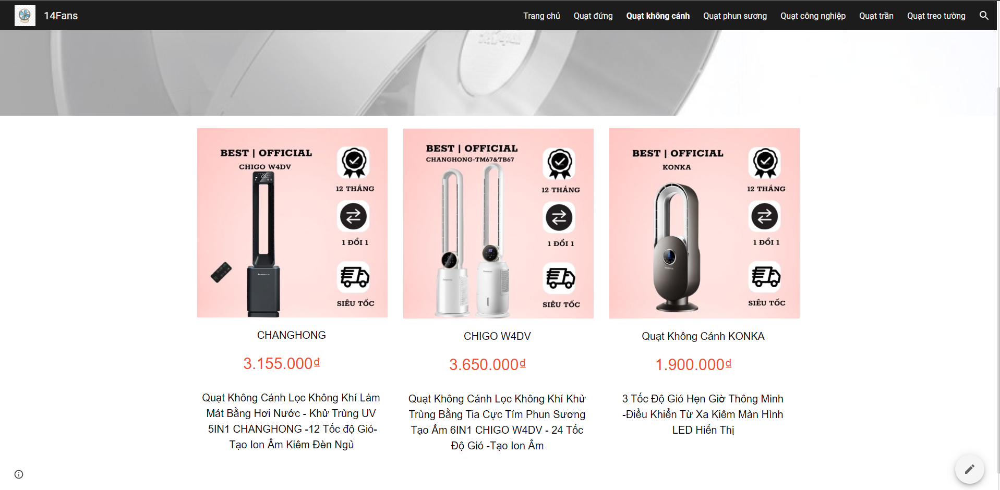 14Fans
Trang chủ
Quạt đứng
Quạt không cánh
Quạt phun sương
Quạt công nghiệp
Quạt trần
Quạt treo tường
BEST | OFFICIAL
CHIGO W4DV
12 THÁNG
1 ĐỔI 1
SIÊU TỐC
BEST | OFFICIAL
CHANGHONG-TM67&TB67
12 THÁNG
1 ĐỔI 1
SIÊU TỐC
BEST | OFFICIAL
KONKA
12 THÁNG
1 ĐỔI 1
KONKA
SIÊU TỐC
CHANGHONG
3.155.000₫
Quạt Không Cánh Lọc Không Khí Làm
Mát Bằng Hơi Nước - Khử Trùng UV
5IN1 CHANGHONG -12 Tốc độ Gió-
Tạo Ion Âm Kiêm Đèn Ngủ
CHIGO W4DV
3.650.000₫
Quạt Không Cánh Lọc Không Khí Khử
Trùng Bằng Tia Cực Tím Phun Sương
Tạo Ẩm 6IN1 CHIGO W4DV - 24 Tốc
Độ Gió -Tạo Ion Âm
Quạt Không Cánh KONKA
1.900.000₫
3 Tốc Độ Gió Hẹn Giờ Thông Minh
-Điều Khiển Từ Xa Kiêm Màn Hình
LED Hiển Thị